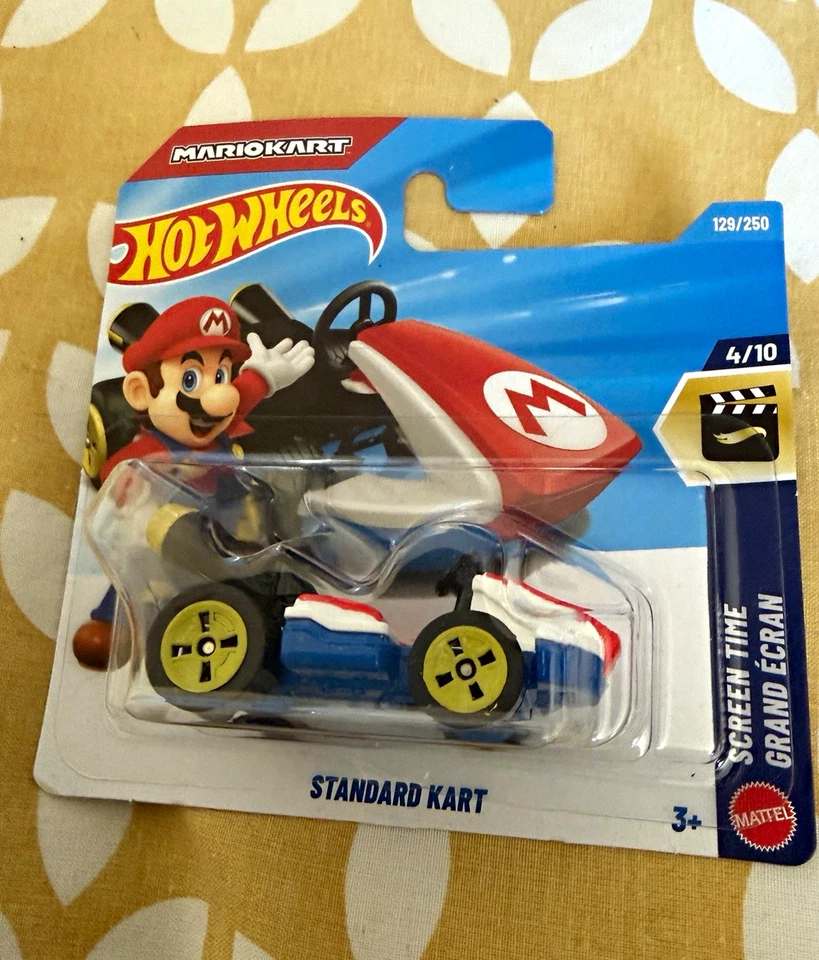 MARIOKART
HOT WHEELS
129/250
4/10
M
M
SCREEN TIME
GRAND ÉCRAN
STANDARD KART
3+
MATTEL